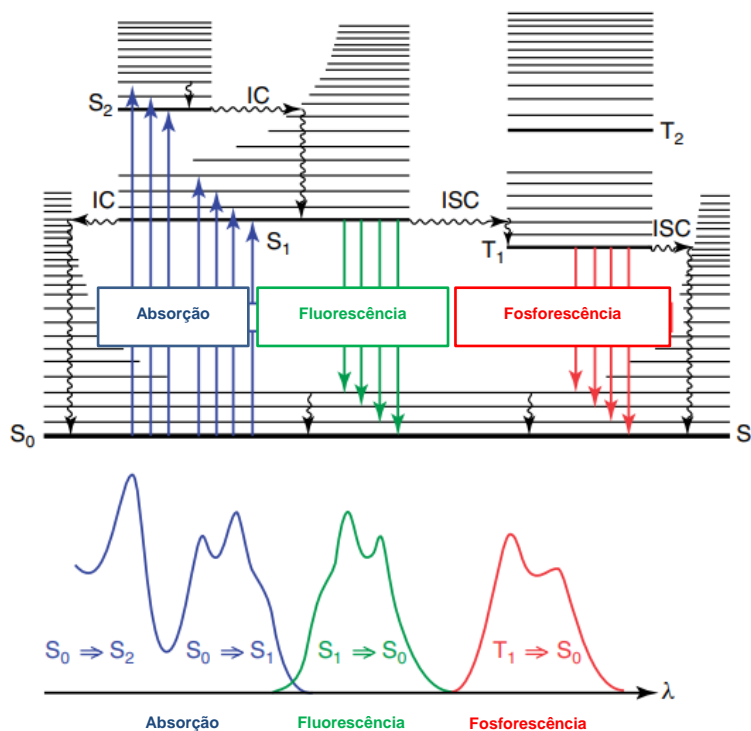 IC
S2
T2
IC
ISC
ISC
S1
T1
Absorção
Fluorescência
Fosforescência
S0
S
S0 ⇒ S2
S0 ⇒ S1
S1 ⇒ S0
T1 ⇒ S0
λ
Absorção
Fluorescência
Fosforescência